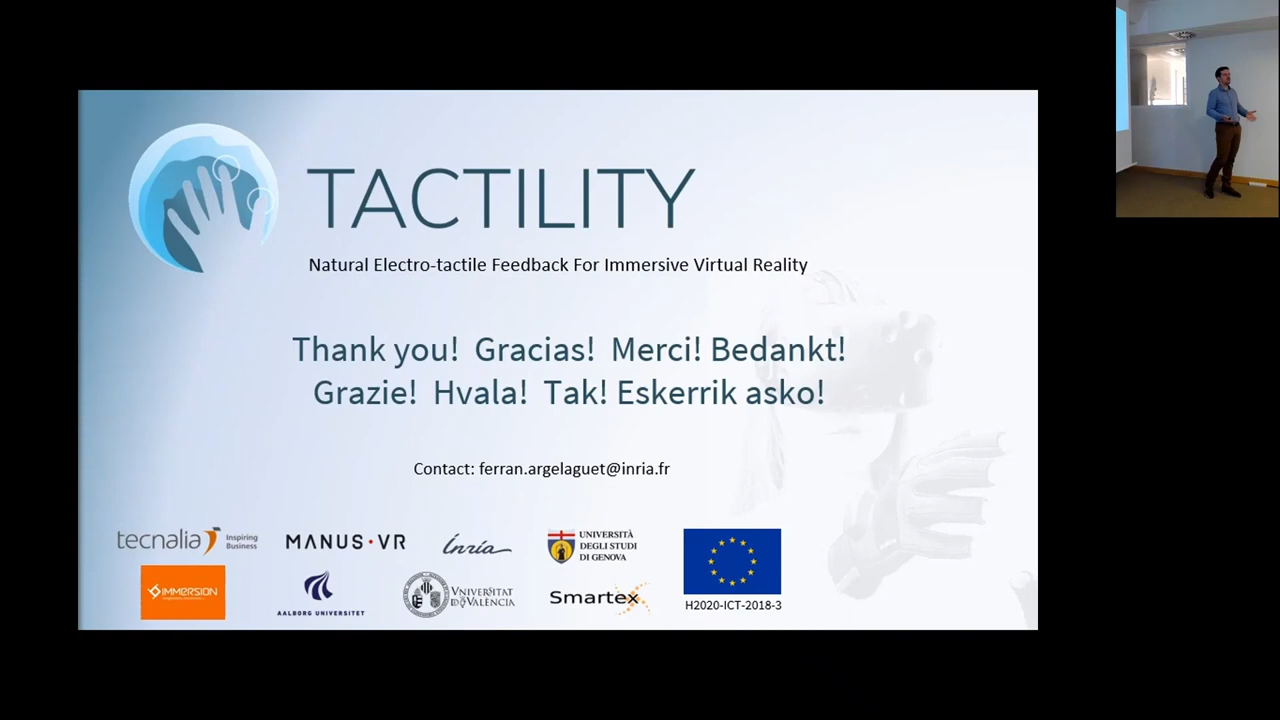 TACTILITY
Natural Electro-tactile Feedback For Immersive Virtual Reality
Thank you! Gracias! Merci! Bedankt!
Grazie! Hvala! Tak! Eskerrik asko!
Contact: ferran.argelaguet@inria.fr
tecnalia Inspiring
Business
MANUS·VR
Inria
UNIVERSITÀ
DEGLI STUDI
DI GENOVA
IMMERSION
AALBORG UNIVERSITET
VNIVERSITAT
ID VALÈNCIA
Smartex
H2020-ICT-2018-3